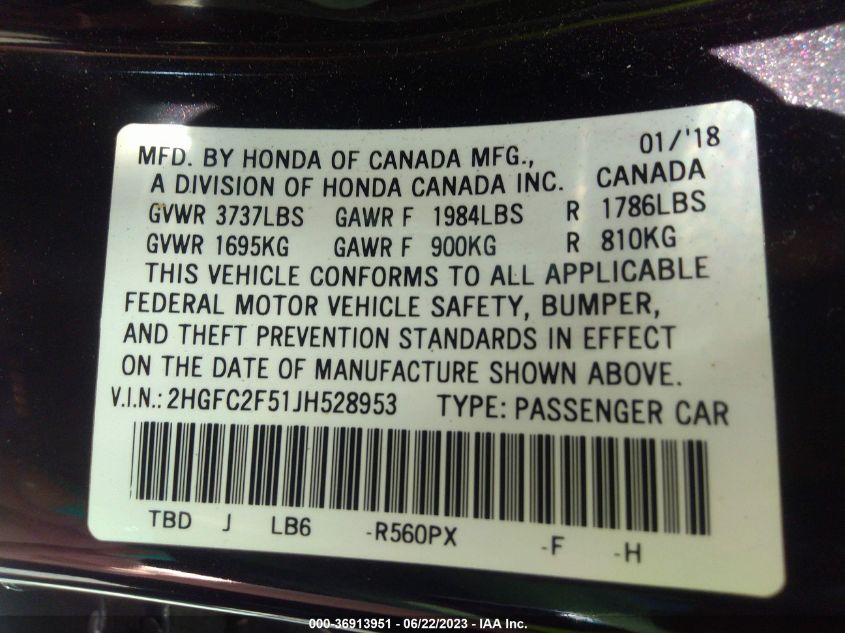 01/'18
MFD. BY HONDA OF CANADA MFG.,
A DIVISION OF HONDA CANADA INC. CANADA
GVWR 3737LBS GAWR F 1984LBS R 1786LBS
GVWR 1695KG GAWR F 900KG R 810KG
THIS VEHICLE CONFORMS TO ALL APPLICABLE
FEDERAL MOTOR VEHICLE SAFETY, BUMPER,
AND THEFT PREVENTION STANDARDS IN EFFECT
ON THE DATE OF MANUFACTURE SHOWN ABOVE.
V.I.N.: 2HGFC2F51JH528953 TYPE: PASSENGER CAR
TBD J LB6 -R560PX -F -H
000-36913951 - 06/22/2023 - IAA Inc.